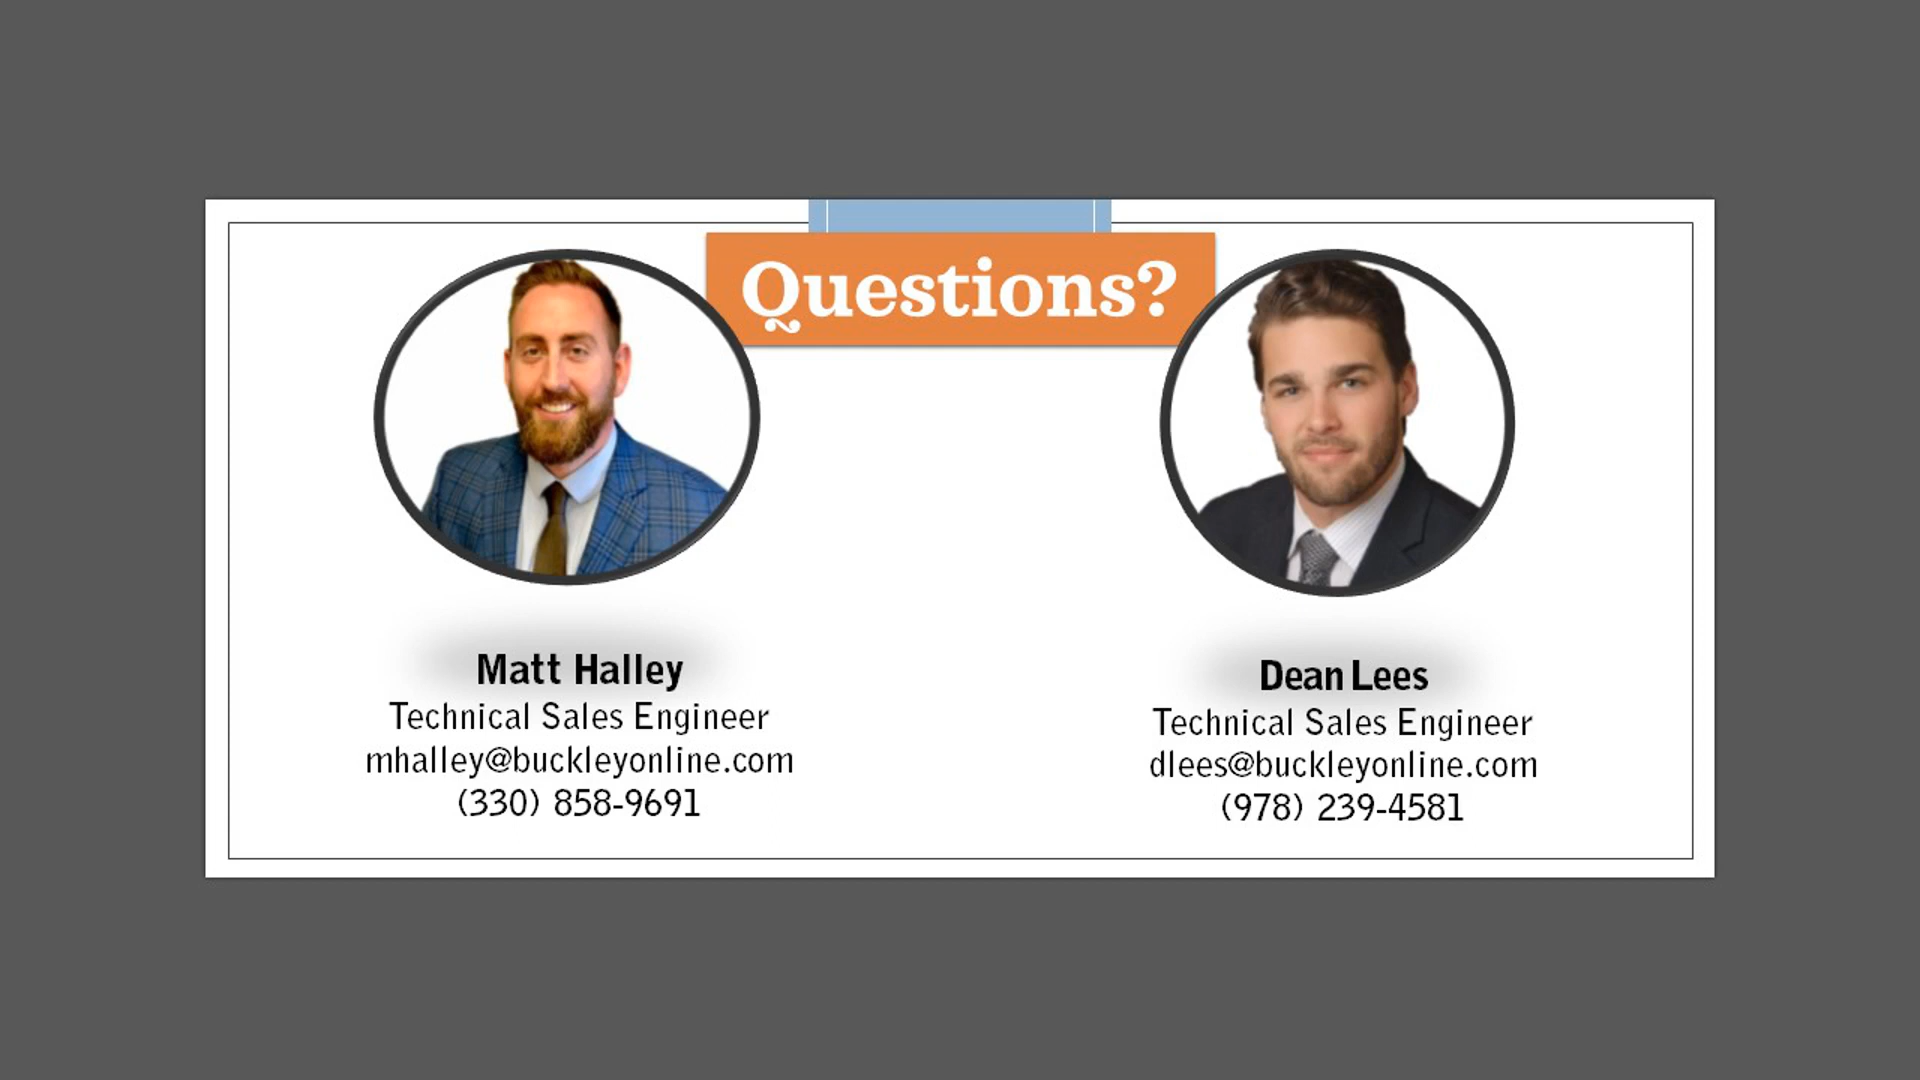 Questions?
Matt Halley
Technical Sales Engineer
mhalley@buckleyonline.com
(330) 858-9691
Dean Lees
Technical Sales Engineer
dlees@buckleyonline.com
(978) 239-4581